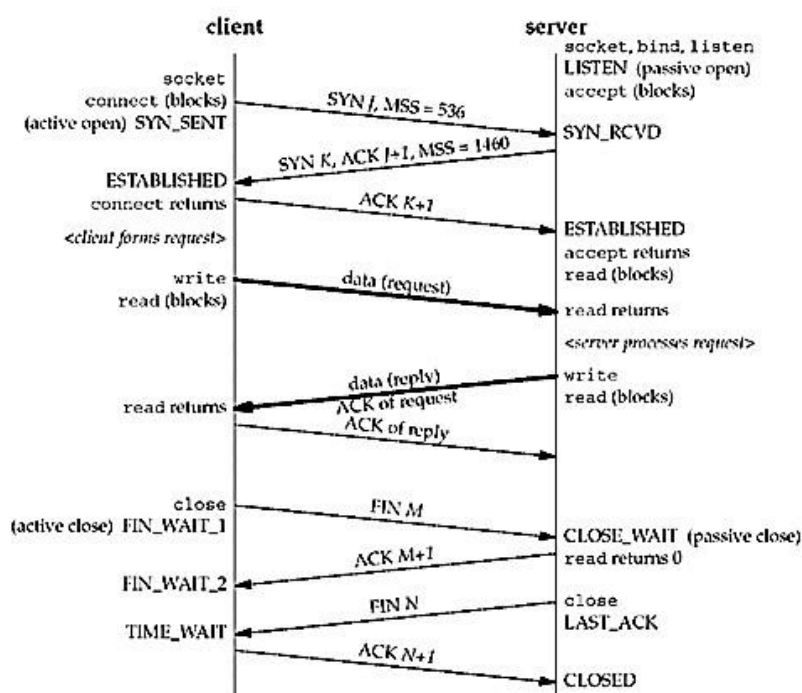 client
server
socket, bind, listen
LISTEN (passive open)
accept (blocks)
socket
connect (blocks)
(active open) SYN_SENT
SYN J, MSS = 536
SYN_RCVD
SYN K, ACK J+1, MSS = 1460
ESTABLISHED
connect returns
ACK K+1
<client forms request>
ESTABLISHED
accept returns
read (blocks)
write
read (blocks)
data (request)
read returns
<server processes request>
data (reply)
ACK of request
write
read (blocks)
read returns
ACK of reply
close
(active close) FIN_WAIT_1
FIN M
CLOSE_WAIT (passive close)
read returns 0
ACK M+1
FIN_WAIT_2
FIN N
close
LAST_ACK
TIME_WAIT
ACK N+1
CLOSED